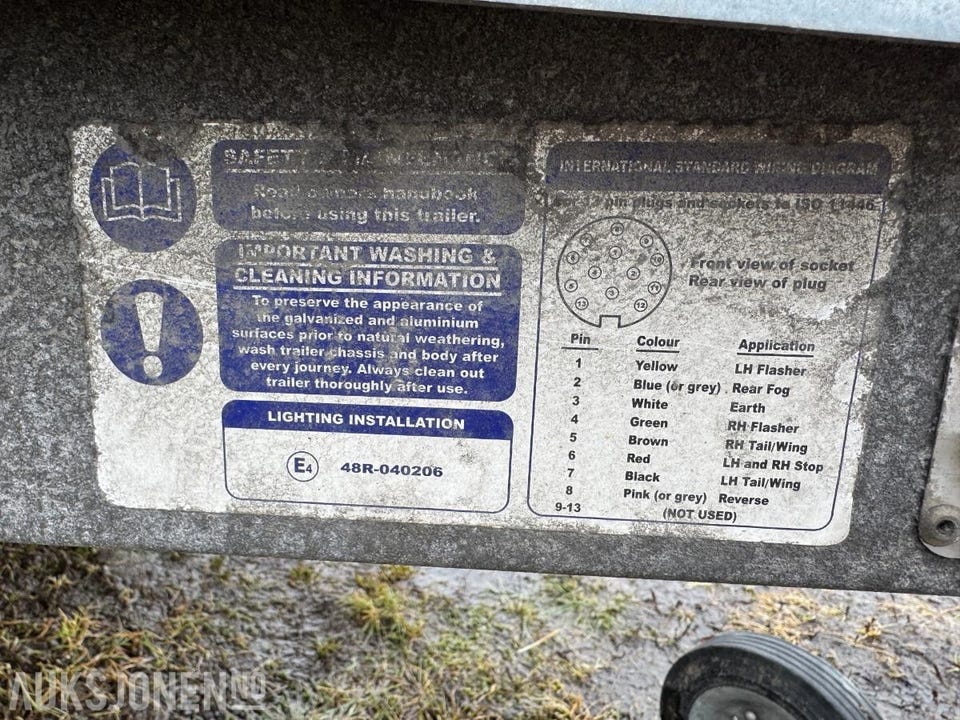 SAFETY &
Read owners handbook
before using this trailer.
IMPORTANT WASHING &
CLEANING INFORMATION
To preserve the appearance of
the galvanized and aluminium
surfaces prior to natural weathering,
wash trailer chassis and body after
every journey. Always clean out
trailer thoroughly after use.
LIGHTING INSTALLATION
E4 48R-040206
INTERNATIONAL STANDARD WIRING DIAGRAM
For 13 pin plugs and sockets to ISO 11446
Front view of socket
Rear view of plug
Pin Colour Application
1 Yellow LH Flasher
2 Blue (or grey) Rear Fog
3 White Earth
4 Green RH Flasher
5 Brown RH Tail/Wing
6 Red LH and RH Stop
7 Black LH Tail/Wing
8 Pink (or grey) Reverse
9-13 (NOT USED)
AUKSJONEN.NO